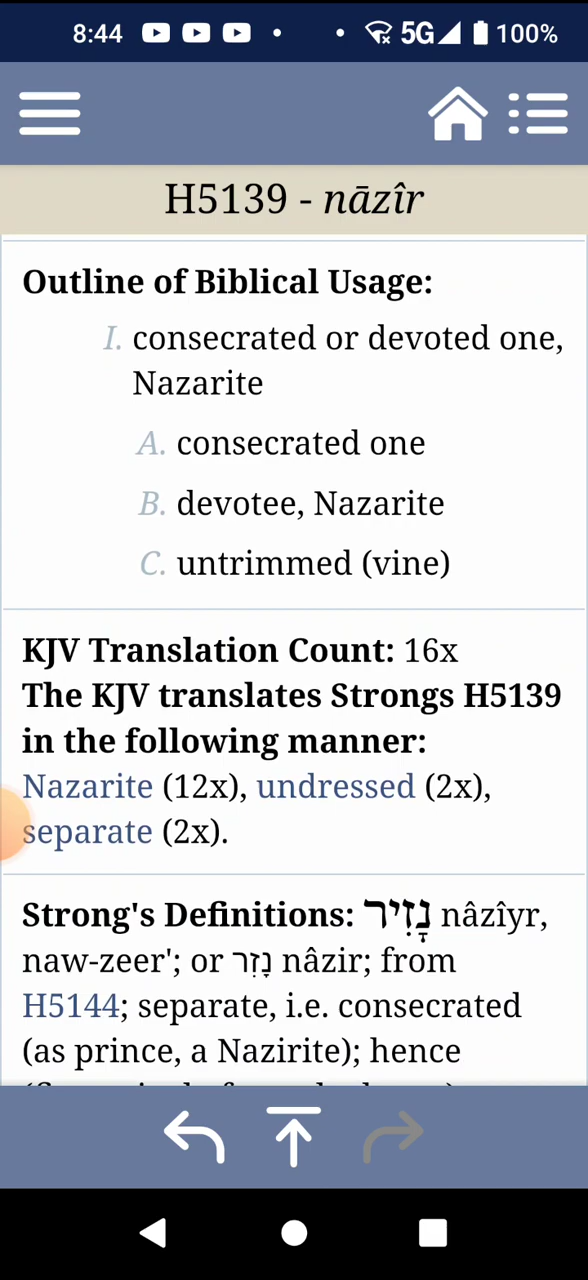 8:44 5G 100%
H5139 - nāzîr
Outline of Biblical Usage:
I. consecrated or devoted one,
Nazarite
A. consecrated one
B. devotee, Nazarite
C. untrimmed (vine)
KJV Translation Count: 16x
The KJV translates Strongs H5139
in the following manner:
Nazarite (12x), undressed (2x),
separate (2x).
Strong's Definitions: נָזִיר nâzîyr,
naw-zeer'; or נָזִר nâzir; from
H5144; separate, i.e. consecrated
(as prince, a Nazirite); hence